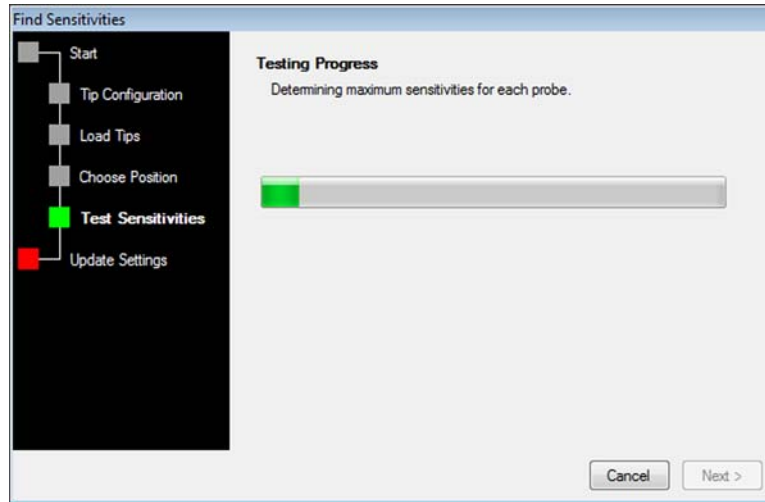 Find Sensitivities
Start
Tip Configuration
Load Tips
Choose Position
Test Sensitivities
Update Settings
Testing Progress
Determining maximum sensitivities for each probe.
Cancel
Next >